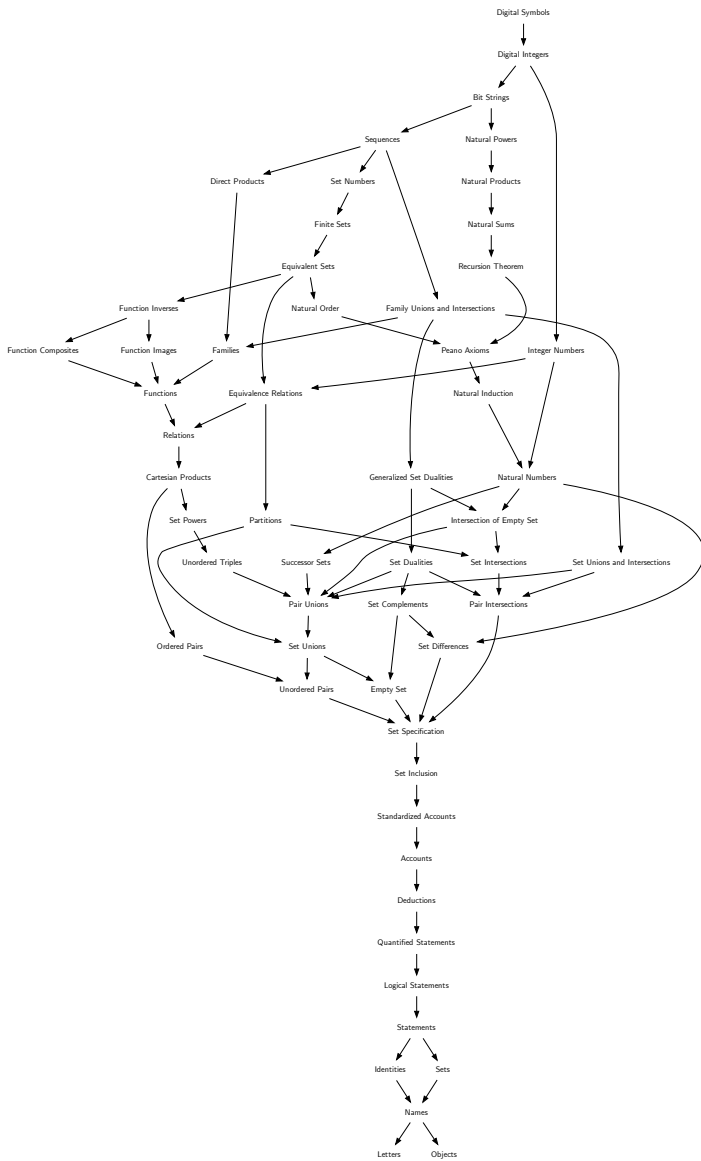 Digital Symbols
Digital Integers
Bit Strings
Sequences
Natural Powers
Direct Products
Set Numbers
Natural Products
Finite Sets
Natural Sums
Equivalent Sets
Recursion Theorem
Function Inverses
Natural Order
Family Unions and Intersections
Function Composites
Function Images
Families
Peano Axioms
Integer Numbers
Functions
Equivalence Relations
Natural Induction
Relations
Cartesian Products
Generalized Set Dualities
Natural Numbers
Set Powers
Partitions
Intersection of Empty Set
Unordered Triples
Successor Sets
Set Dualities
Set Intersections
Set Unions and Intersections
Pair Unions
Set Complements
Pair Intersections
Ordered Pairs
Set Unions
Set Differences
Unordered Pairs
Empty Set
Set Specification
Set Inclusion
Standardized Accounts
Accounts
Deductions
Quantified Statements
Logical Statements
Statements
Identities
Sets
Names
Letters
Objects